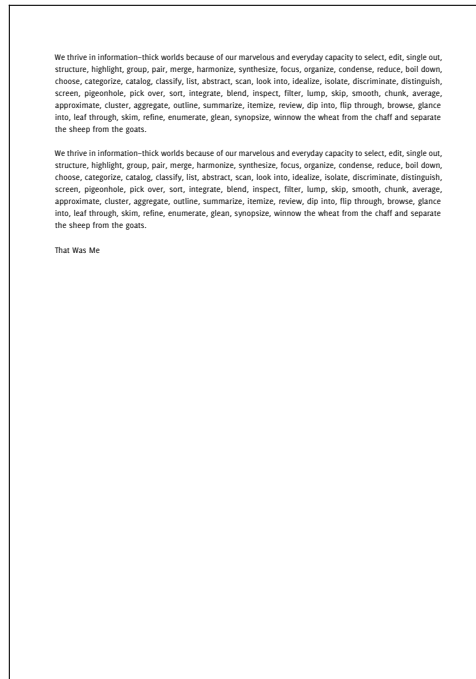 We thrive in information-thick worlds because of our marvelous and everyday capacity to select, edit, single out,
structure, highlight, group, pair, merge, harmonize, synthesize, focus, organize, condense, reduce, boil down,
choose, categorize, catalog, classify, list, abstract, scan, look into, idealize, isolate, discriminate, distinguish,
screen, pigeonhole, pick over, sort, integrate, blend, inspect, filter, lump, skip, smooth, chunk, average,
approximate, cluster, aggregate, outline, summarize, itemize, review, dip into, flip through, browse, glance
into, leaf through, skim, refine, enumerate, glean, synopsize, winnow the wheat from the chaff and separate
the sheep from the goats.
We thrive in information-thick worlds because of our marvelous and everyday capacity to select, edit, single out,
structure, highlight, group, pair, merge, harmonize, synthesize, focus, organize, condense, reduce, boil down,
choose, categorize, catalog, classify, list, abstract, scan, look into, idealize, isolate, discriminate, distinguish,
screen, pigeonhole, pick over, sort, integrate, blend, inspect, filter, lump, skip, smooth, chunk, average,
approximate, cluster, aggregate, outline, summarize, itemize, review, dip into, flip through, browse, glance
into, leaf through, skim, refine, enumerate, glean, synopsize, winnow the wheat from the chaff and separate
the sheep from the goats.
That Was Me